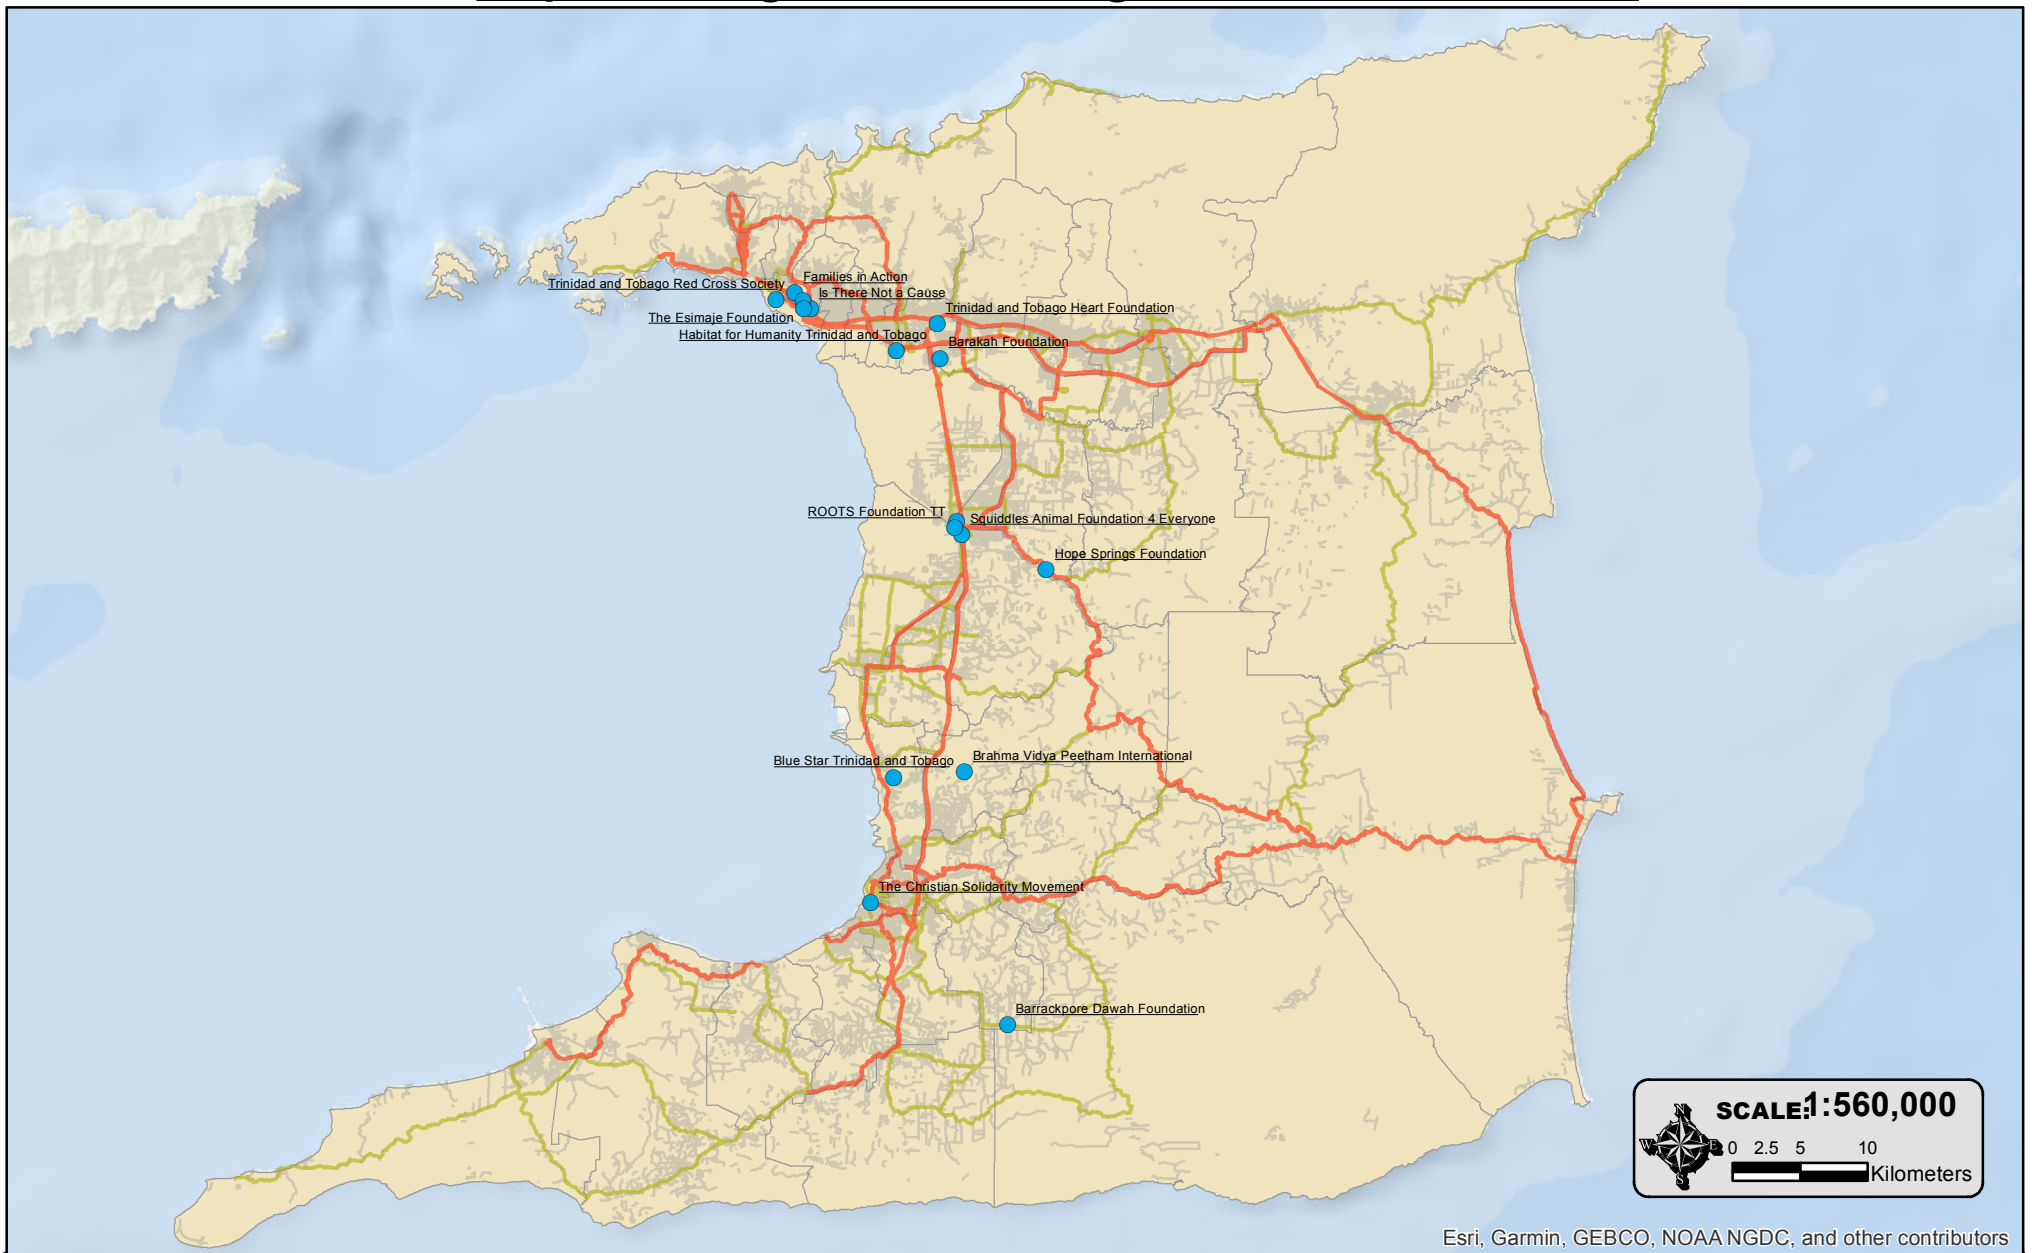 Families in Action
Trinidad and Tobago Red Cross Society
Is There Not a Cause
Trinidad and Tobago Heart Foundation
The Esimaje Foundation
Habitat for Humanity Trinidad and Tobago
Barakah Foundation
ROOTS Foundation TT
Squiddles Animal Foundation 4 Everyone
Hope Springs Foundation
Blue Star Trinidad and Tobago
Brahma Vidya Peetham International
The Christian Solidarity Movement
Barrackpore Dawah Foundation
SCALE:1:560,000
N
W E
S
0 2.5 5 10
Kilometers
Esri, Garmin, GEBCO, NOAA NGDC, and other contributors